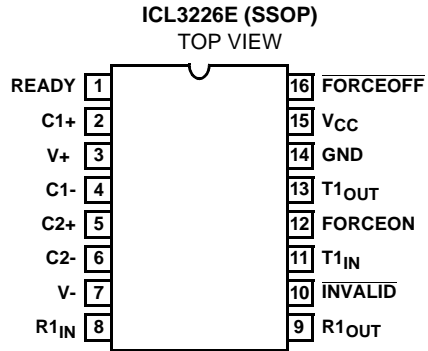 ICL3226E (SSOP)
TOP VIEW
READY 1 16 FORCEOFF
C1+ 2 15 VCC
V+ 3 14 GND
C1- 4 13 T1OUT
C2+ 5 12 FORCEON
C2- 6 11 T1IN
V- 7 10 INVALID
R1IN 8 9 R1OUT